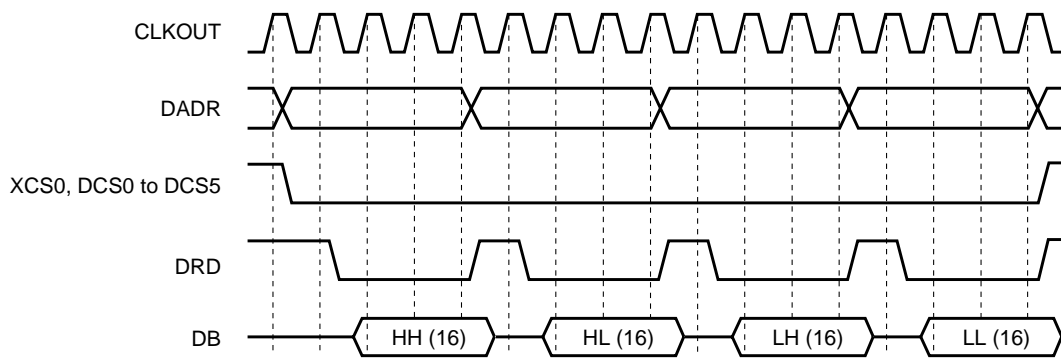 CLKOUT
DADR
XCS0, DCS0 to DCS5
DRD
DB
HH (16)
HL (16)
LH (16)
LL (16)